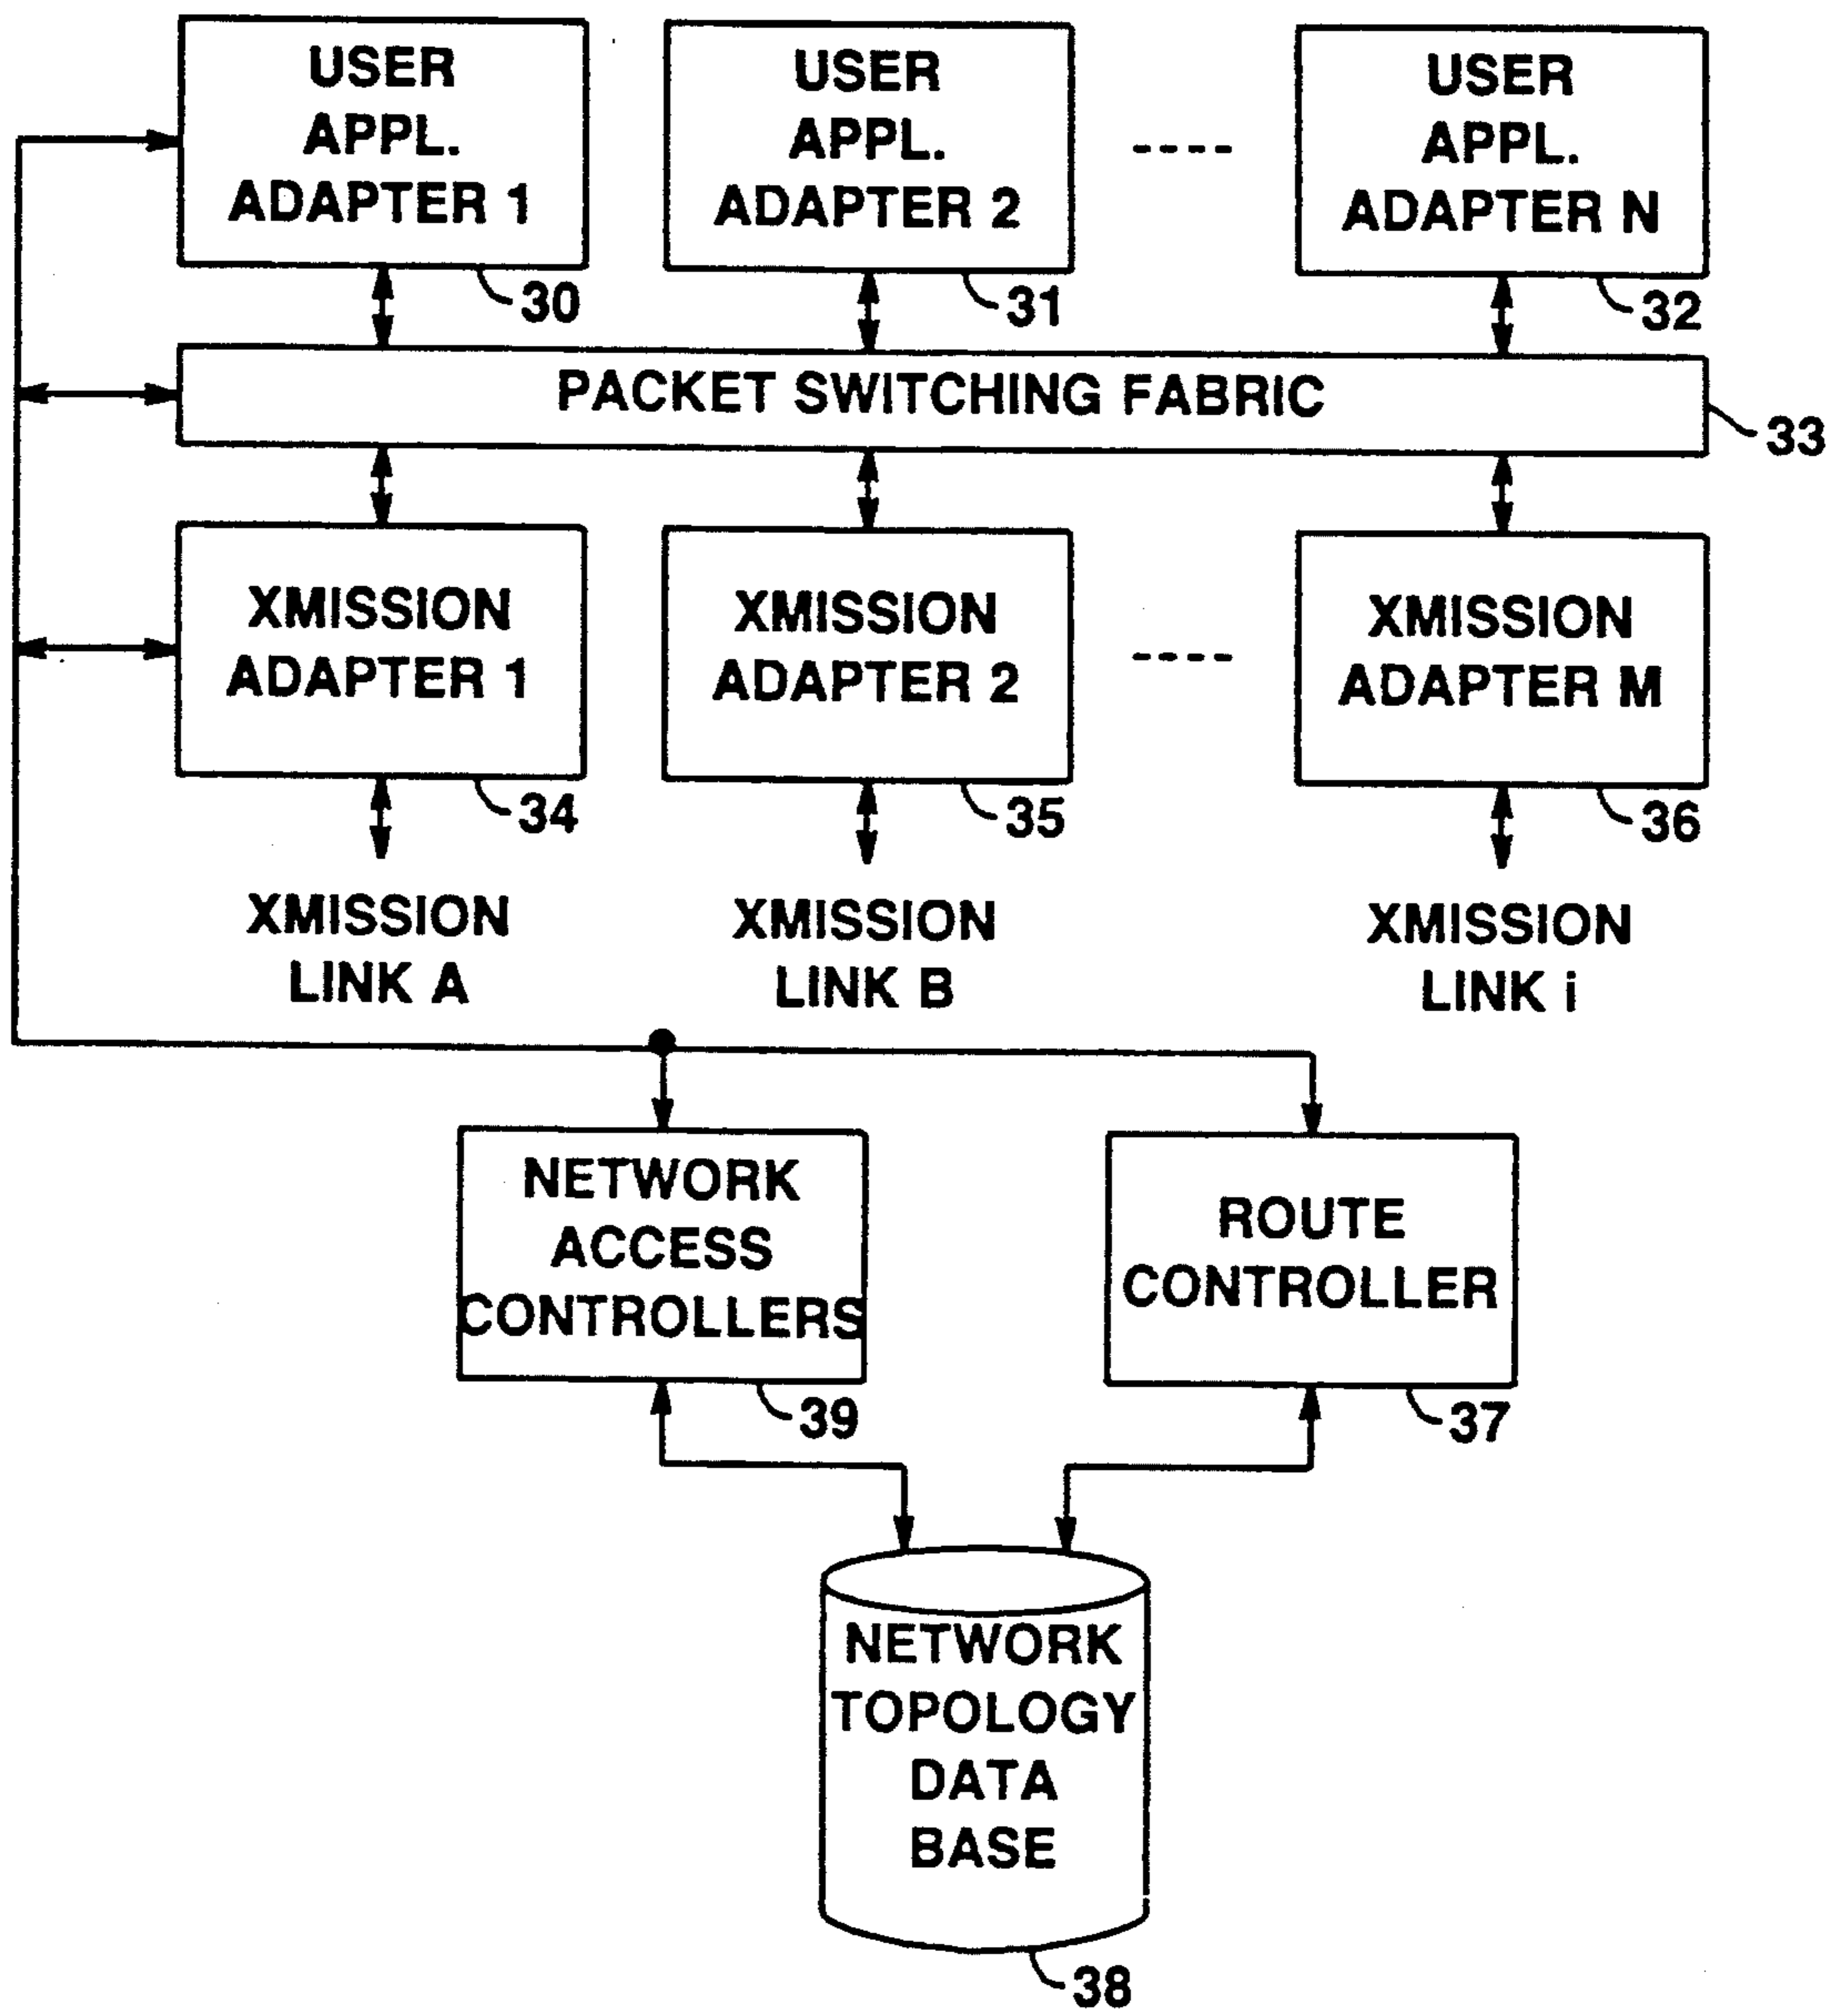 USER
APPL.
ADAPTER 1
30
USER
APPL.
ADAPTER 2
31
USER
APPL.
ADAPTER N
32
PACKET SWITCHING FABRIC
33
XMISSION
ADAPTER 1
34
XMISSION
ADAPTER 2
35
XMISSION
ADAPTER M
36
XMISSION
LINK A
XMISSION
LINK B
XMISSION
LINK i
NETWORK
ACCESS
CONTROLLERS
39
ROUTE
CONTROLLER
37
NETWORK
TOPOLOGY
DATA
BASE
38